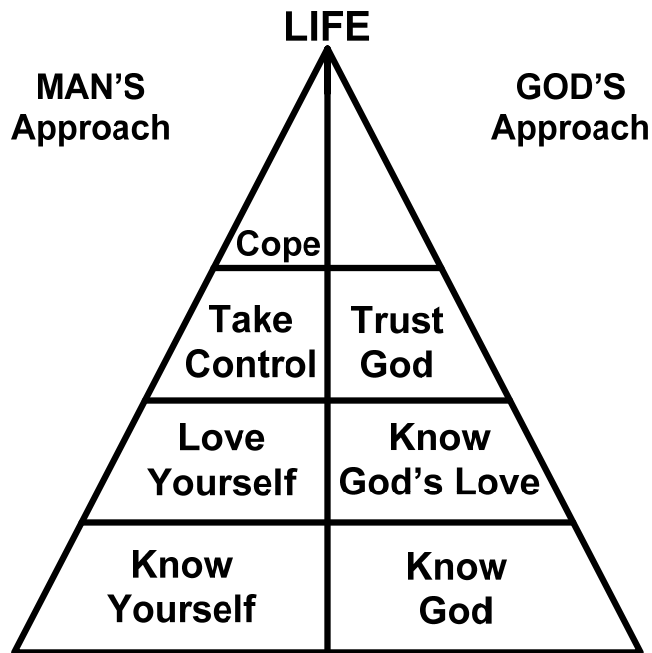 LIFE
MAN'S
Approach
GOD'S
Approach
Cope
Take
Control
Trust
God
Love
Yourself
Know
God's Love
Know
Yourself
Know
God